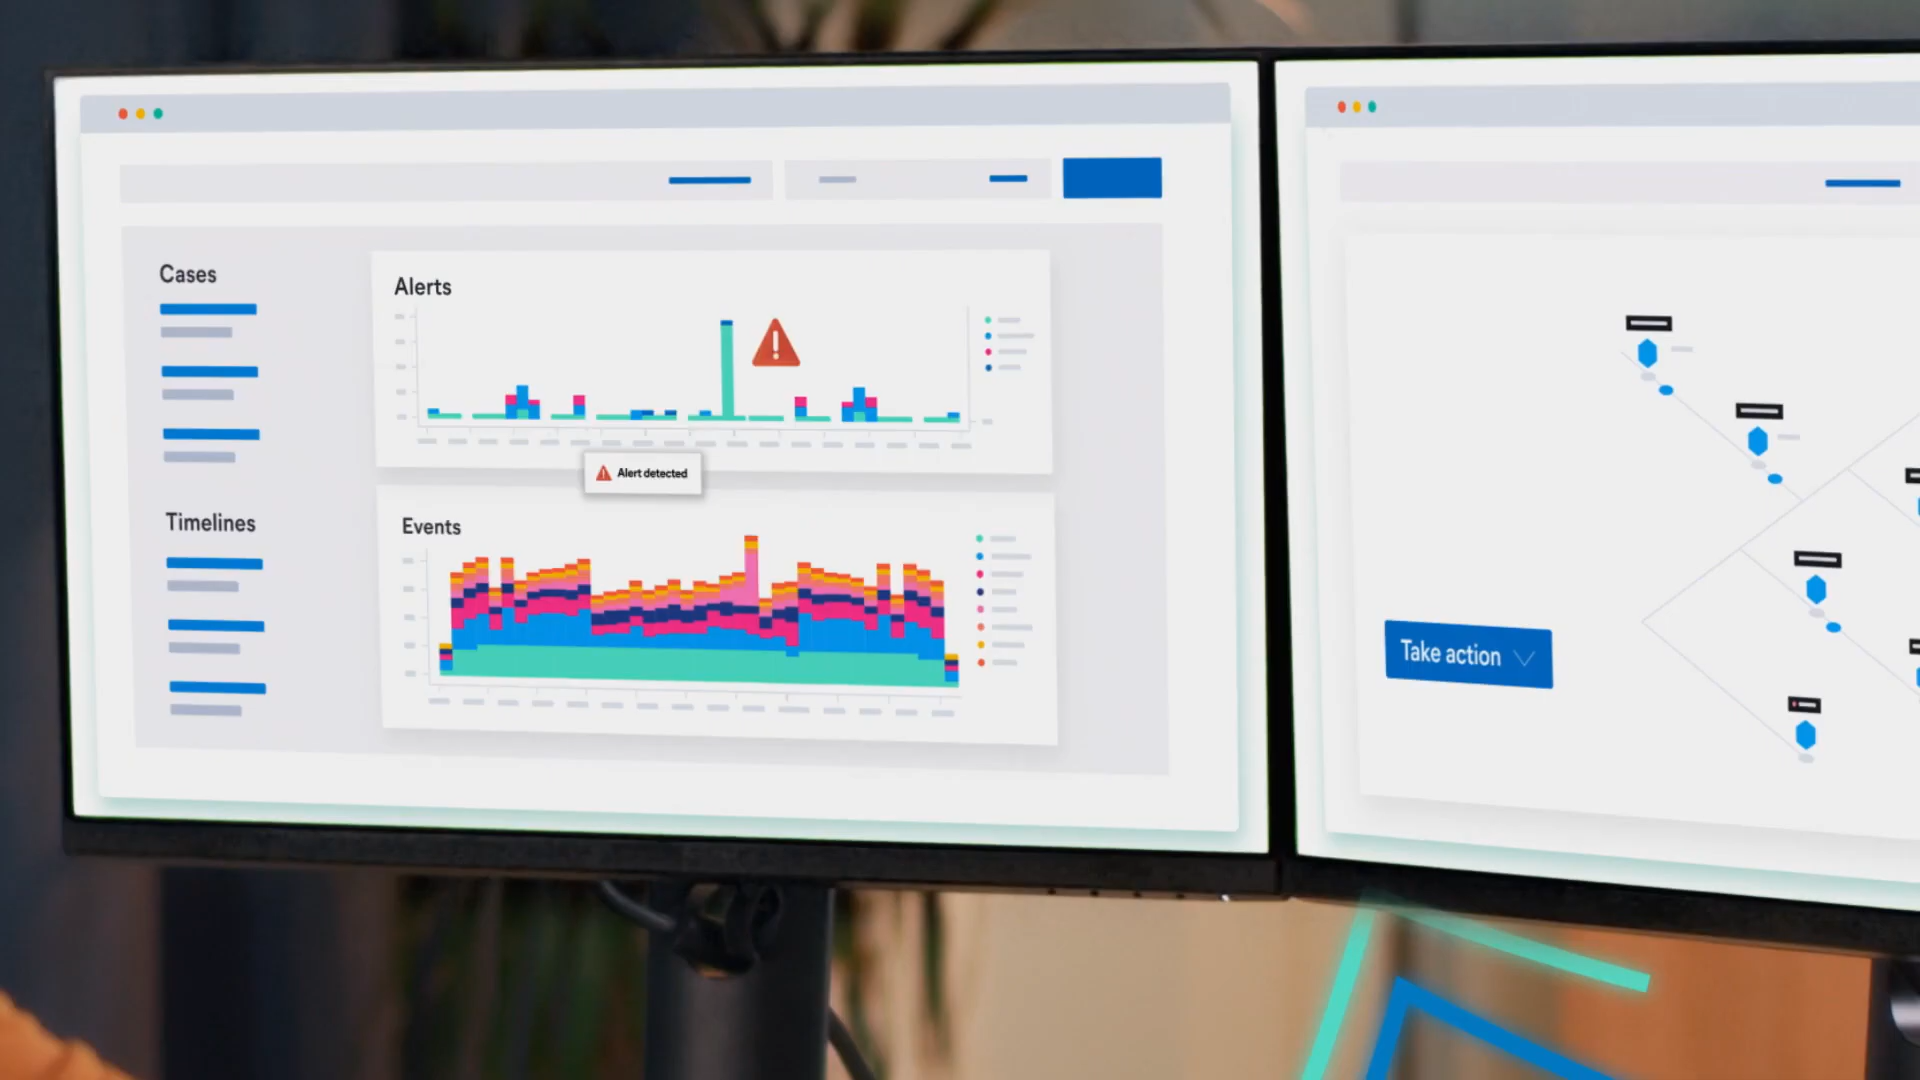 Cases
Timelines
Alerts
Alert detected
Events
Take action